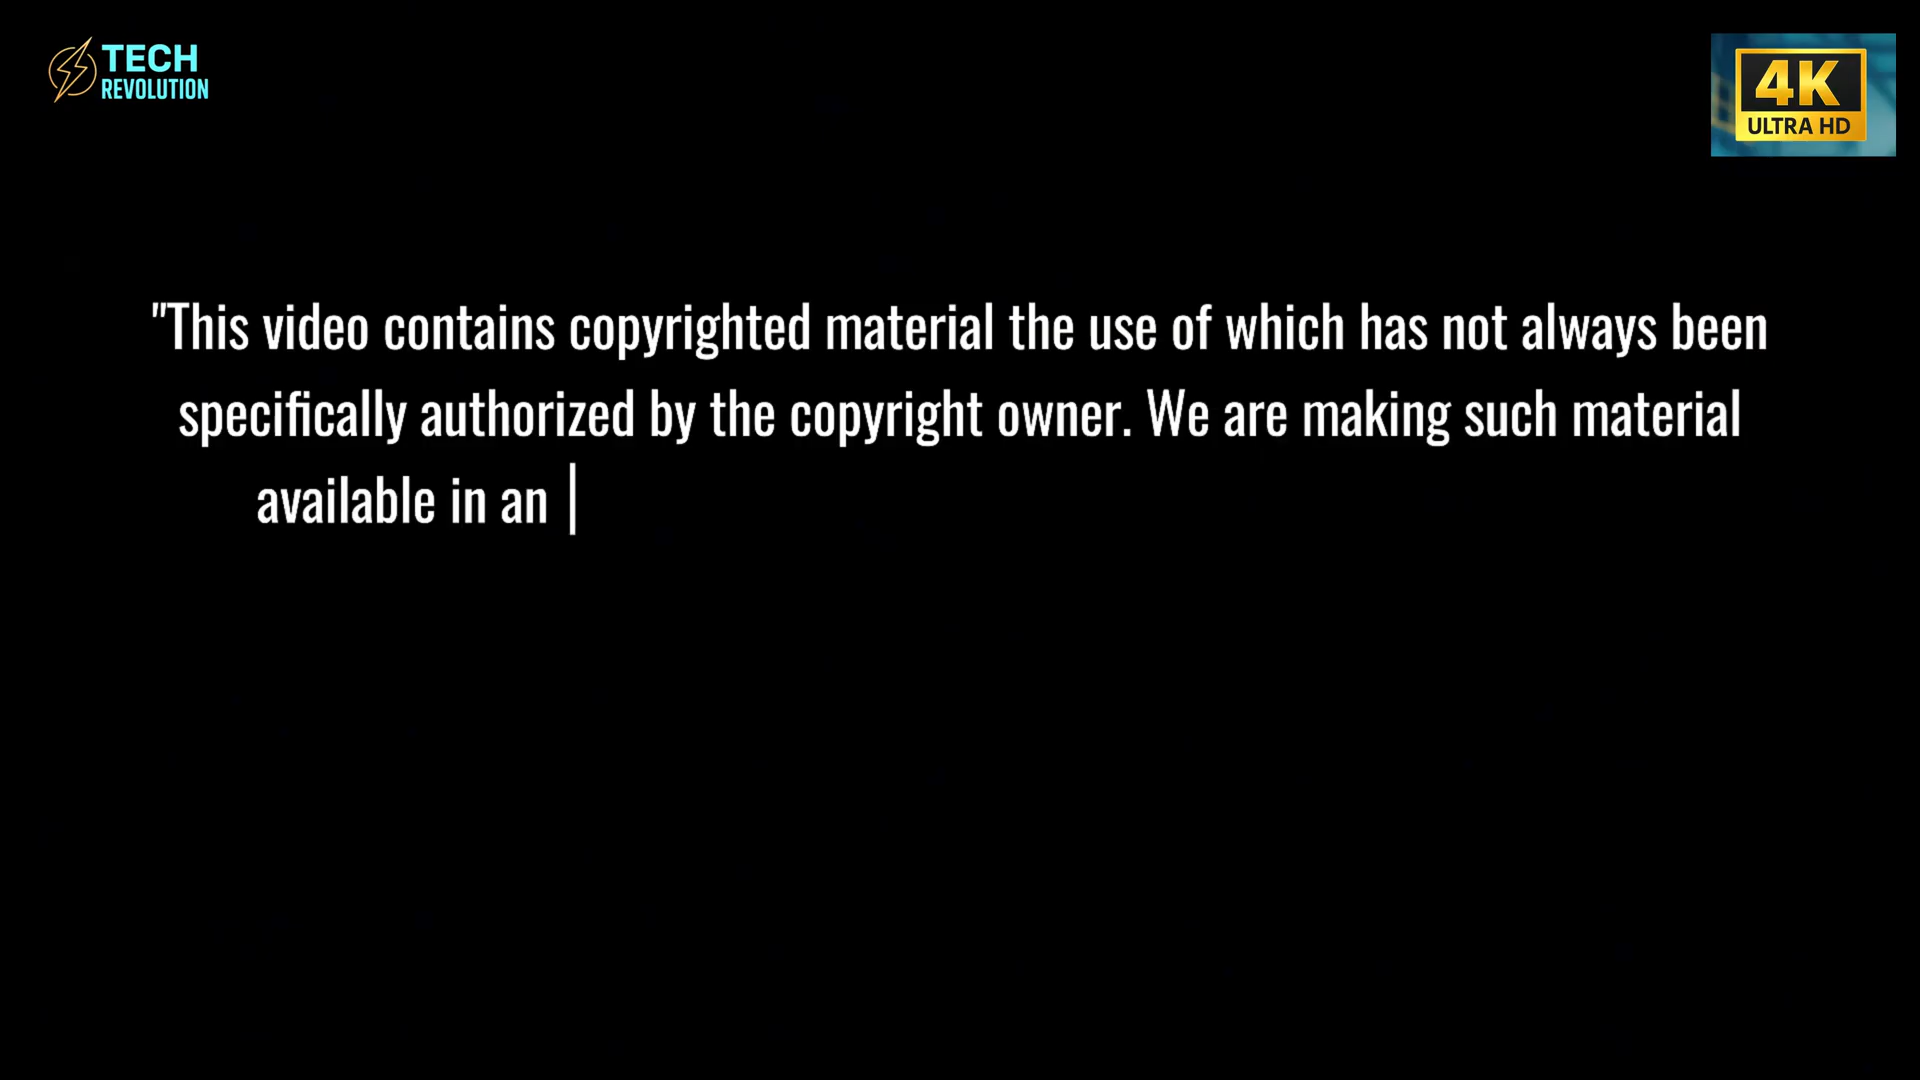 TECH
REVOLUTION
4K
ULTRA HD
"This video contains copyrighted material the use of which has not always been
specifically authorized by the copyright owner. We are making such material
available in an